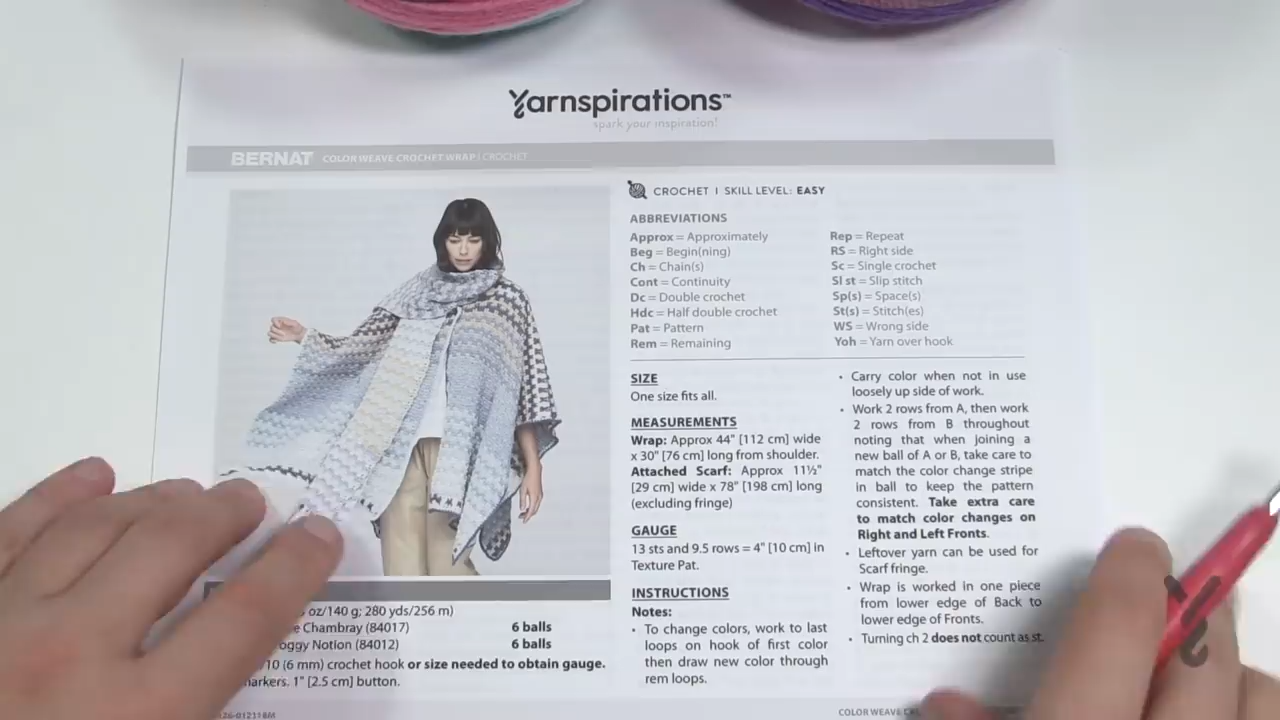 Yarnspirations™
spark your inspiration!
BERNAT COLOR WEAVE CROCHET WRAP | CROCHET
CROCHET I SKILL LEVEL: EASY
ABBREVIATIONS
Approx = Approximately
Beg = Begin(ning)
Ch = Chain(s)
Cont = Continuity
Dc = Double crochet
Hdc = Half double crochet
Pat = Pattern
Rem = Remaining
Rep = Repeat
RS = Right side
Sc = Single crochet
Sl st = Slip stitch
Sp(s) = Space(s)
St(s) = Stitch(es)
WS = Wrong side
Yoh = Yarn over hook
SIZE
One size fits all.
MEASUREMENTS
Wrap: Approx 44" [112 cm] wide
x 30" [76 cm] long from shoulder.
Attached Scarf: Approx 11½"
[29 cm] wide x 78" [198 cm] long
(excluding fringe)
GAUGE
13 sts and 9.5 rows = 4" [10 cm] in
Texture Pat.
INSTRUCTIONS
Notes:
• To change colors, work to last
loops on hook of first color
then draw new color through
rem loops.
• Carry color when not in use
loosely up side of work.
• Work 2 rows from A, then work
2 rows from B throughout
noting that when joining a
new ball of A or B, take care to
match the color change stripe
in ball to keep the pattern
consistent. Take extra care
to match color changes on
Right and Left Fronts.
• Leftover yarn can be used for
Scarf fringe.
• Wrap is worked in one piece
from lower edge of Back to
lower edge of Fronts.
• Turning ch 2 does not count as st.
oz/140 g; 280 yds/256 m)
Chambray (84017) 6 balls
Notion (84012) 6 balls
(6 mm) crochet hook or size needed to obtain gauge.
1" [2.5 cm] button.
COLOR WEAVE